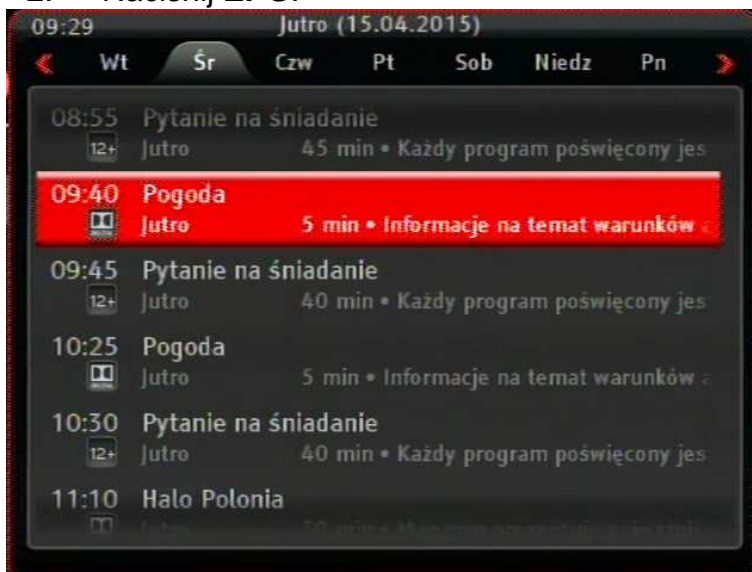 09:29 Jutro (15.04.2015)
« Wt Śr Czw Pt Sob Niedz Pn »
08:55 Pytanie na śniadanie
12+ Jutro 45 min • Każdy program poświęcony jes
09:40 Pogoda
Jutro 5 min • Informacje na temat warunków
09:45 Pytanie na śniadanie
12+ Jutro 40 min • Każdy program poświęcony jes
10:25 Pogoda
Jutro 5 min • Informacje na temat warunków
10:30 Pytanie na śniadanie
12+ Jutro 40 min • Każdy program poświęcony jes
11:10 Halo Polonia